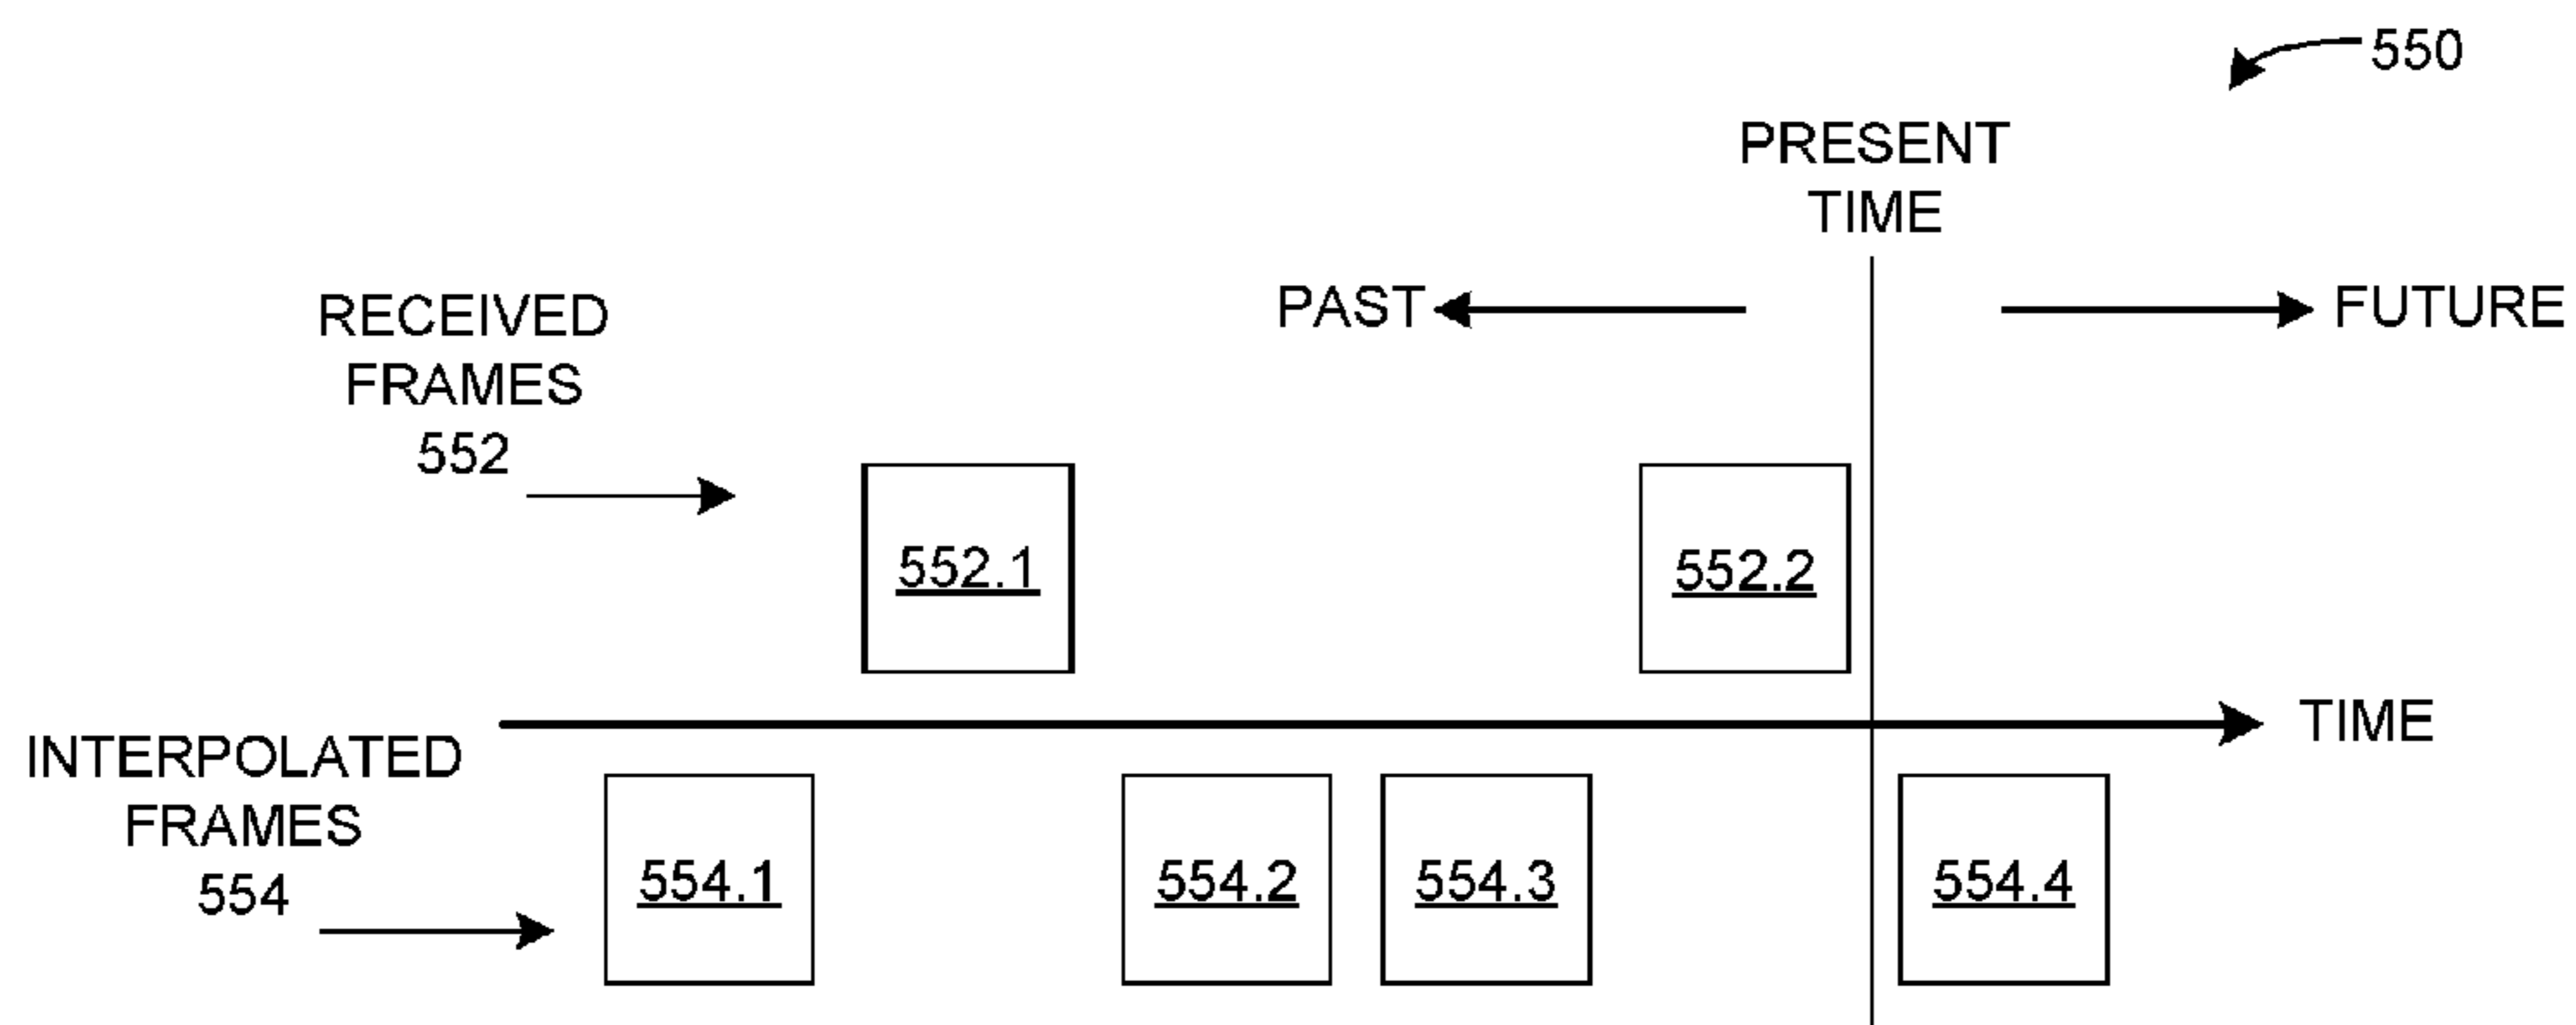 550
PRESENT
TIME
PAST
FUTURE
RECEIVED
FRAMES
552
552.1
552.2
TIME
INTERPOLATED
FRAMES
554
554.1
554.2
554.3
554.4